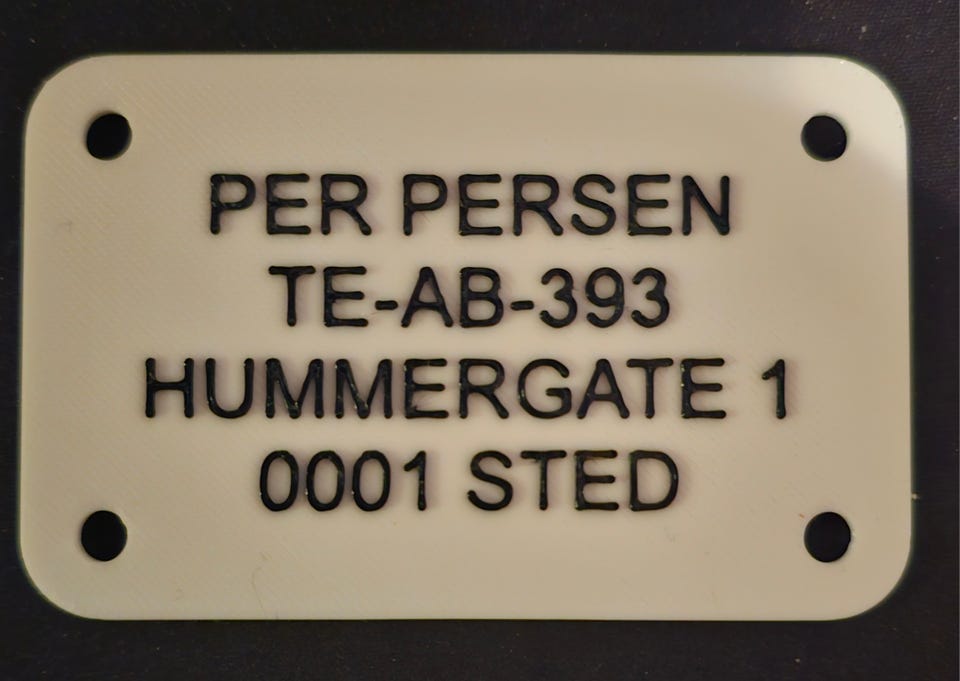 PER PERSEN
TE-AB-393
HUMMERGATE 1
0001 STED